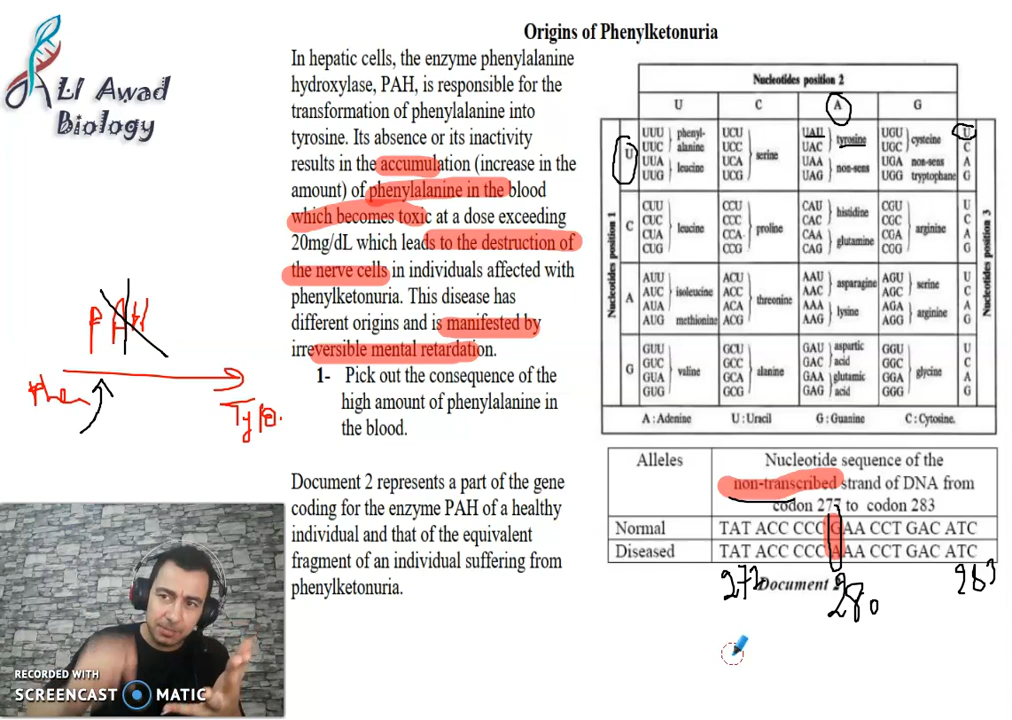 ALI Awad
Biology
Origins of Phenylketonuria
In hepatic cells, the enzyme phenylalanine
hydroxylase, PAH, is responsible for the
transformation of phenylalanine into
tyrosine. Its absence or its inactivity
results in the accumulation (increase in the
amount) of phenylalanine in the blood
which becomes toxic at a dose exceeding
20mg/dL which leads to the destruction of
the nerve cells in individuals affected with
phenylketonuria. This disease has
different origins and is manifested by
irreversible mental retardation.
1- Pick out the consequence of the
high amount of phenylalanine in
the blood.
Document 2 represents a part of the gene
coding for the enzyme PAH of a healthy
individual and that of the equivalent
fragment of an individual suffering from
phenylketonuria.
PAH
Phe
Tyro.
Nucleotides position 2
U C A G
Nucleotides position 1
Nucleotides position 3
U
UUU phenyl- UCU UAU tyrosine UGU cysteine U
UUC alanine UCC serine UAC UGC C
UUA leucine UCA UAA non-sens UGA non-sens A
UUG UCG UAG UGG tryptophane G
C
CUU CCU CAU histidine CGU U
CUC leucine CCC proline CAC CGC arginine C
CUA CCA CAA glutamine CGA A
CUG CCG CAG CGG G
A
AUU ACU AAU asparagine AGU serine U
AUC isoleucine ACC threonine AAC AGC C
AUA ACA AAA lysine AGA arginine A
AUG methionine ACG AAG AGG G
G
GUU GCU GAU aspartic GGU U
GUC valine GCC alanine GAC acid GGC glycine C
GUA GCA GAA glutamic GGA A
GUG GCG GAG acid GGG G
A : Adenine U : Uracil G : Guanine C : Cytosine.
Alleles
Nucleotide sequence of the
non-transcribed strand of DNA from
codon 277 to codon 283
Normal TAT ACC CCC GAA CCT GAC ATC
Diseased TAT ACC CCC AAA CCT GAC ATC
277 280 283
Document 2
RECORDED WITH
SCREENCAST MATIC